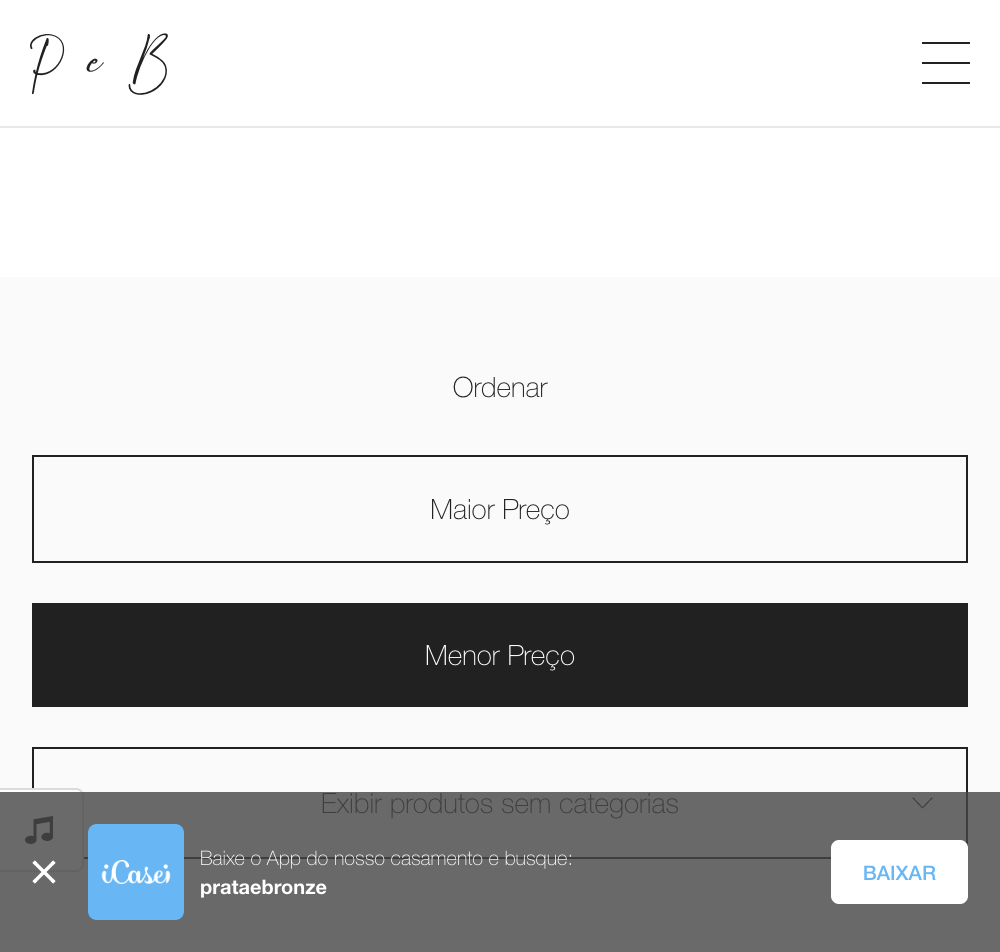 P e B
Ordenar
Maior Preço
Menor Preço
Exibir produtos sem categorias
iCasei
Baixe o App do nosso casamento e busque:
prataebronze
BAIXAR